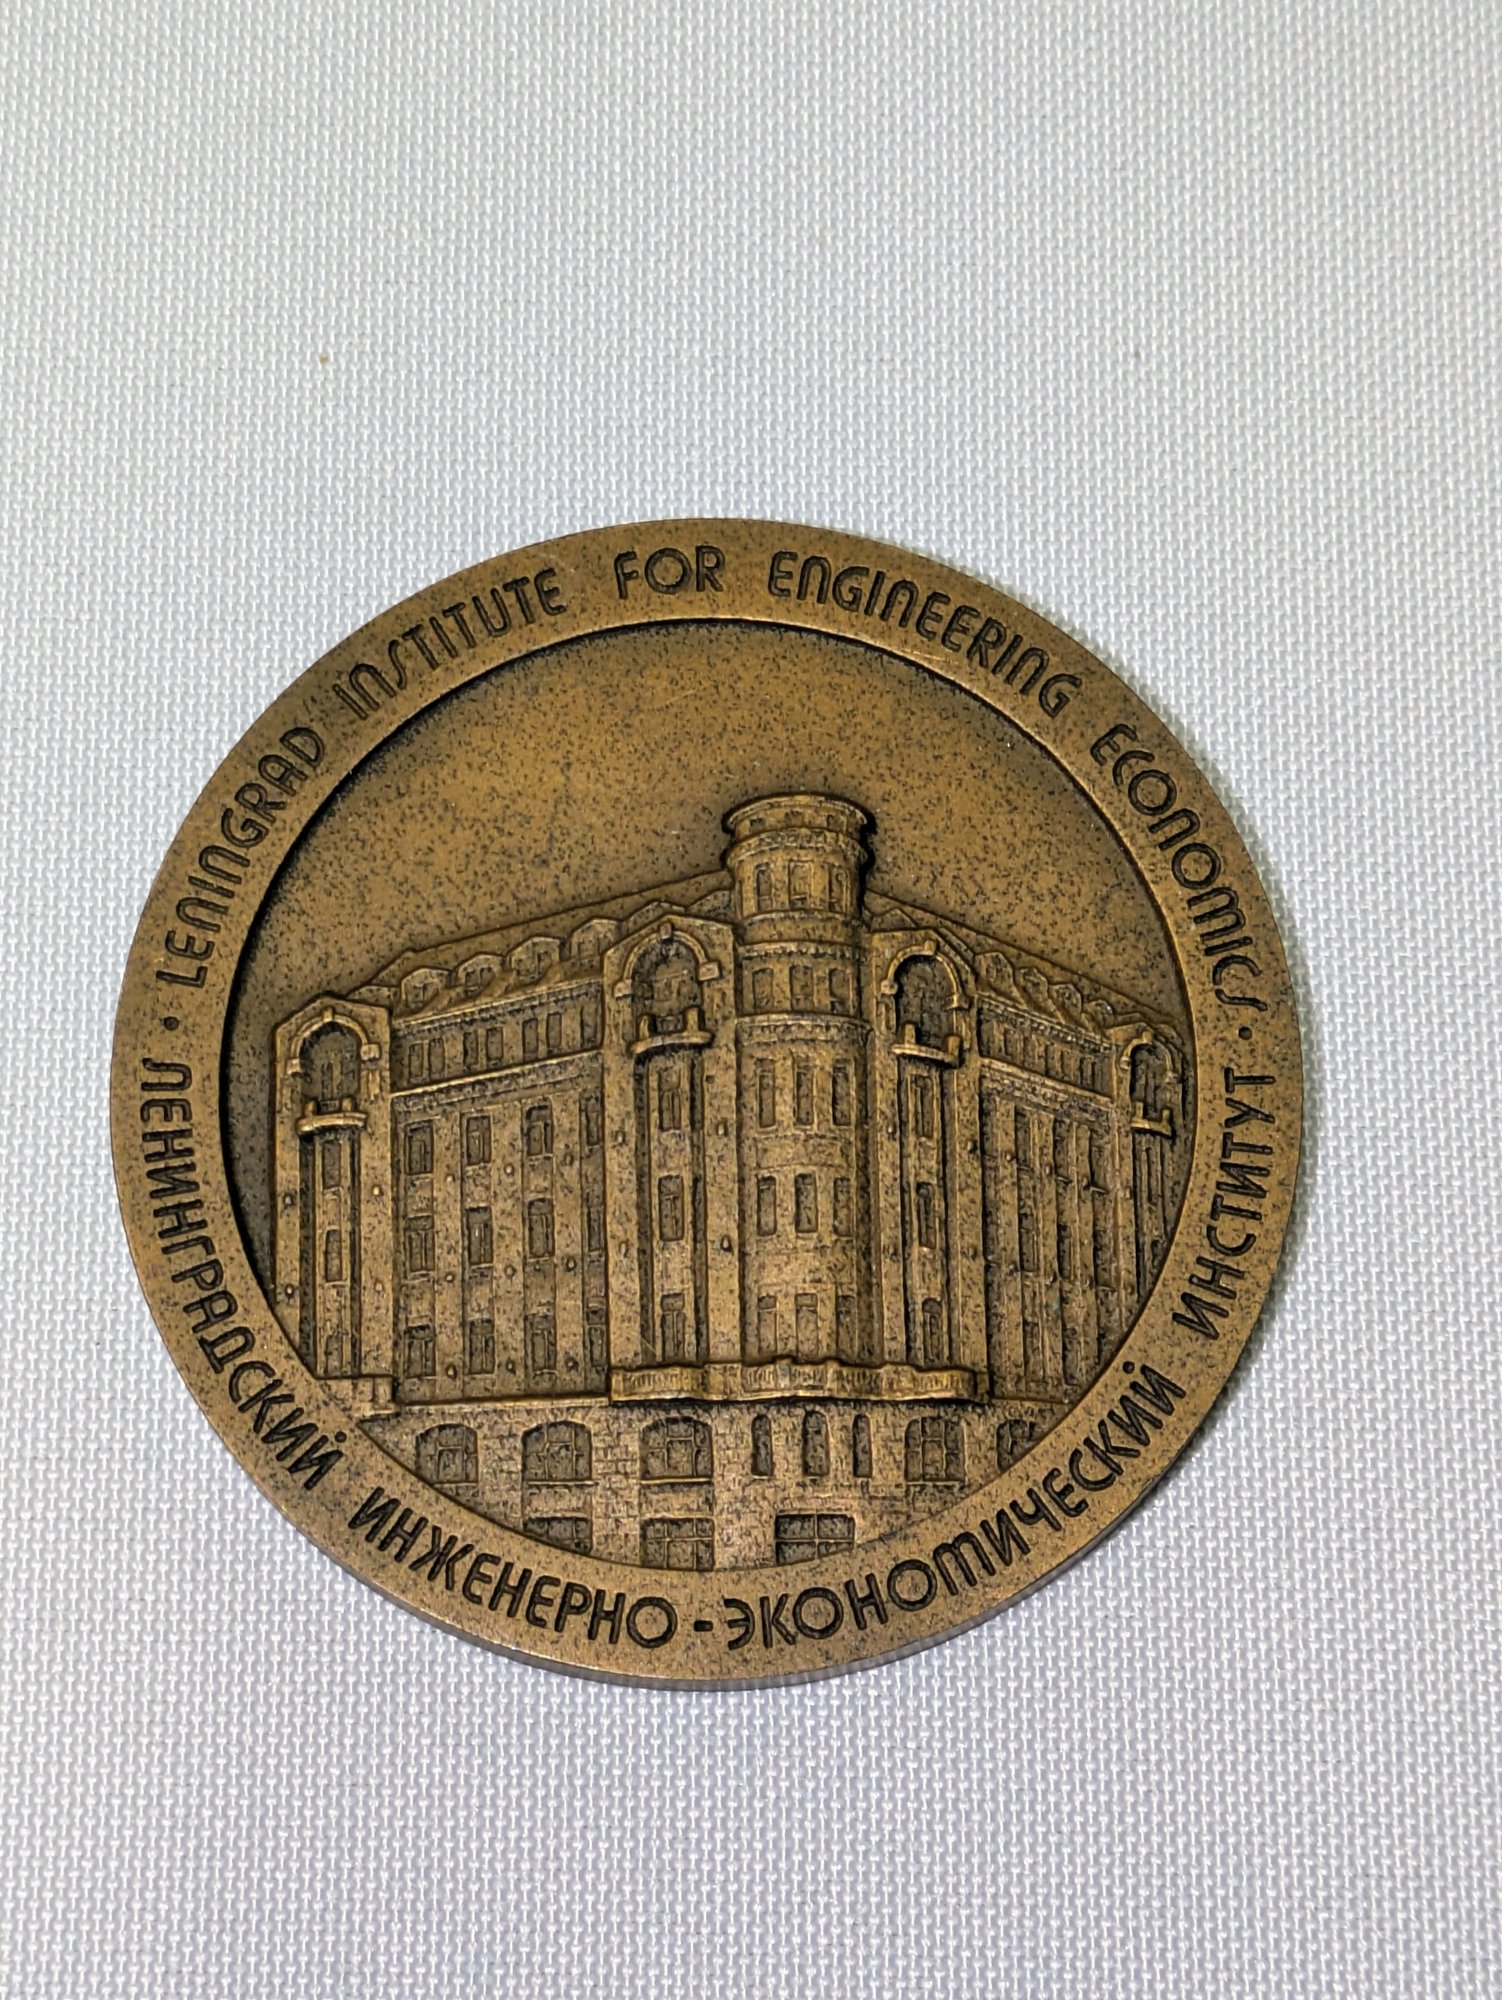 LENINGRAD INSTITUTE FOR ENGINEERING ECONOMICS
ЛЕНИНГРАДСКИЙ ИНЖЕНЕРНО-ЭКОНОМИЧЕСКИЙ ИНСТИТУТ